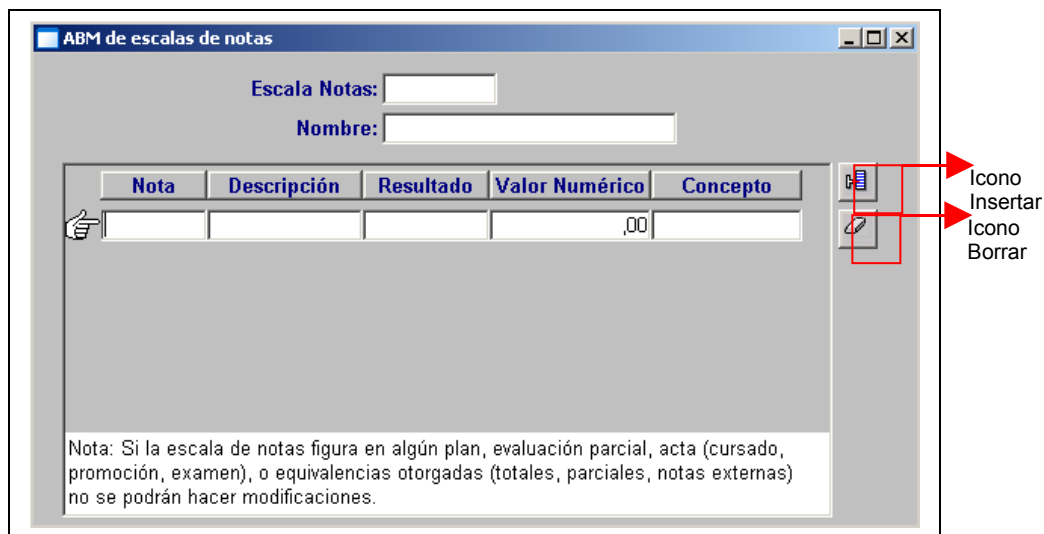 ABM de escalas de notas
Escala Notas:
Nombre:
Nota Descripción Resultado Valor Numérico Concepto
,00
Icono
Insertar
Icono
Borrar
Nota: Si la escala de notas figura en algún plan, evaluación parcial, acta (cursado,
promoción, examen), o equivalencias otorgadas (totales, parciales, notas externas)
no se podrán hacer modificaciones.